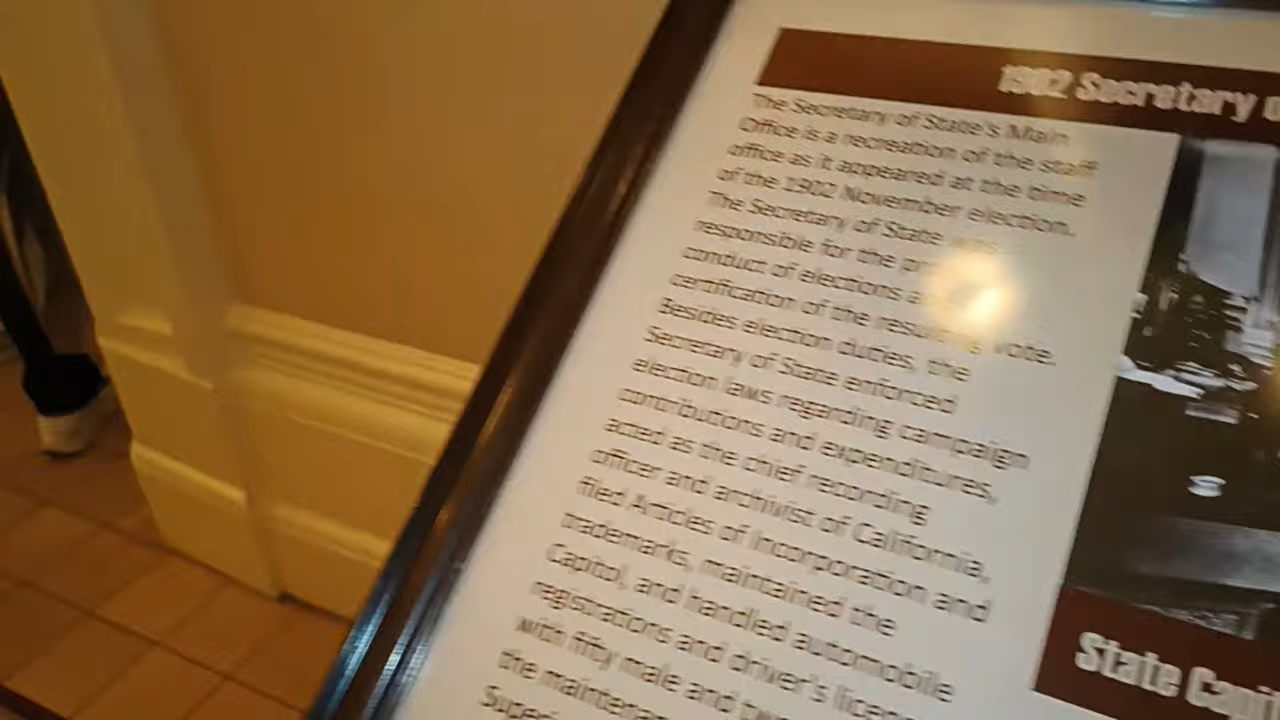 1902 Secretary
The Secretary of State's Main
Office is a recreation of the staff
office as it appeared at the time
of the 1902 November election.
The Secretary of State
responsible for the
conduct of elections
certification of the vote.
Besides election duties, the
Secretary of State enforced
election laws regarding campaign
contributions and expenditures,
acted as the chief recording
officer and archivist of California,
filed Articles of Incorporation and
trademarks, maintained the
Capitol, and handled automobile
registrations and driver's
with fifty male and
the
State